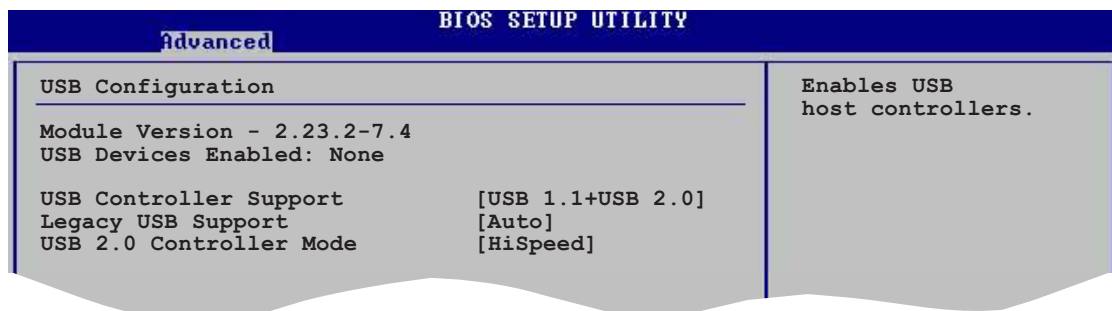 BIOS SETUP UTILITY
Advanced
USB Configuration
Module Version - 2.23.2-7.4
USB Devices Enabled: None
USB Controller Support [USB 1.1+USB 2.0]
Legacy USB Support [Auto]
USB 2.0 Controller Mode [HiSpeed]
Enables USB
host controllers.